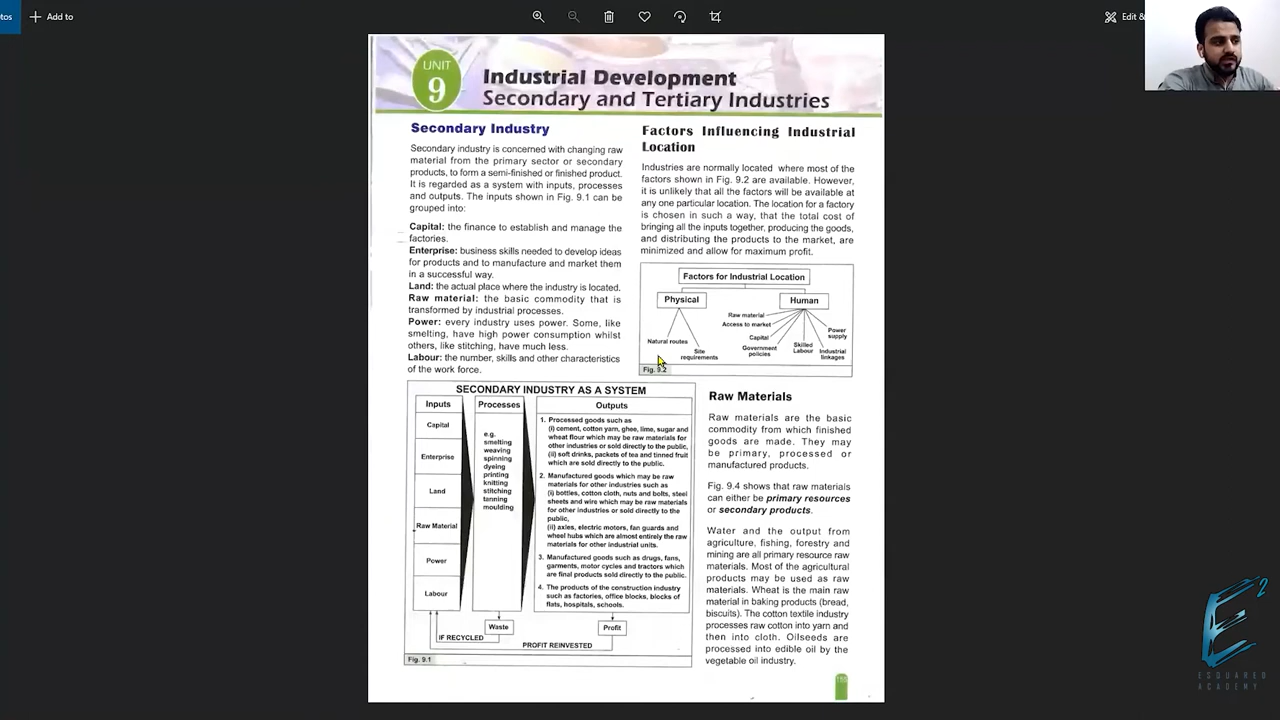 Add to
Edit &
UNIT
9
Industrial Development
Secondary and Tertiary Industries
Secondary Industry
Secondary industry is concerned with changing raw
material from the primary sector or secondary
products, to form a semi-finished or finished product.
It is regarded as a system with inputs, processes
and outputs. The inputs shown in Fig. 9.1 can be
grouped into:
Capital: the finance to establish and manage the
factories.
Enterprise: business skills needed to develop ideas
for products and to manufacture and market them
in a successful way.
Land: the actual place where the industry is located.
Raw material: the basic commodity that is
transformed by industrial processes.
Power: every industry uses power. Some, like
smelting, have high power consumption whilst
others, like stitching, have much less.
Labour: the number, skills and other characteristics
of the work force.
Factors Influencing Industrial
Location
Industries are normally located where most of the
factors shown in Fig. 9.2 are available. However,
it is unlikely that all the factors will be available at
any one particular location. The location for a factory
is chosen in such a way, that the total cost of
bringing all the inputs together, producing the goods,
and distributing the products to the market, are
minimized and allow for maximum profit.
Factors for Industrial Location
Physical
Human
Natural routes
Site
requirements
Raw material
Access to market
Capital
Government
policies
Skilled
Labour
Industrial
linkages
Power
supply
Fig. 9.2
SECONDARY INDUSTRY AS A SYSTEM
Inputs
Capital
Enterprise
Land
Raw Material
Power
Labour
Processes
e.g.
smelting
weaving
spinning
dyeing
printing
knitting
stitching
tanning
moulding
Outputs
1. Processed goods such as
(i) cement, cotton yarn, ghee, lime, sugar and
wheat flour which may be raw materials for
other industries or sold directly to the public,
(ii) soft drinks, packets of tea and tinned fruit
which are sold directly to the public.
2. Manufactured goods which may be raw
materials for other industries such as
(i) bottles, cotton cloth, nuts and bolts, steel
sheets and wire which may be raw materials
for other industries or sold directly to the
public,
(ii) axles, electric motors, fan guards and
wheel hubs which are almost entirely the raw
materials for other industrial units.
3. Manufactured goods such as drugs, fans,
garments, motor cycles and tractors which
are final products sold directly to the public.
4. The products of the construction industry
such as factories, office blocks, blocks of
flats, hospitals, schools.
Waste
Profit
IF RECYCLED
PROFIT REINVESTED
Fig. 9.1
Raw Materials
Raw materials are the basic
commodity from which finished
goods are made. They may
be primary, processed or
manufactured products.
Fig. 9.4 shows that raw materials
can either be primary resources
or secondary products.
Water and the output from
agriculture, fishing, forestry and
mining are all primary resource raw
materials. Most of the agricultural
products may be used as raw
materials. Wheat is the main raw
material in baking products (bread,
biscuits). The cotton textile industry
processes raw cotton into yarn and
then into cloth. Oilseeds are
processed into edible oil by the
vegetable oil industry.
E2
ESQUARED
ACADEMY